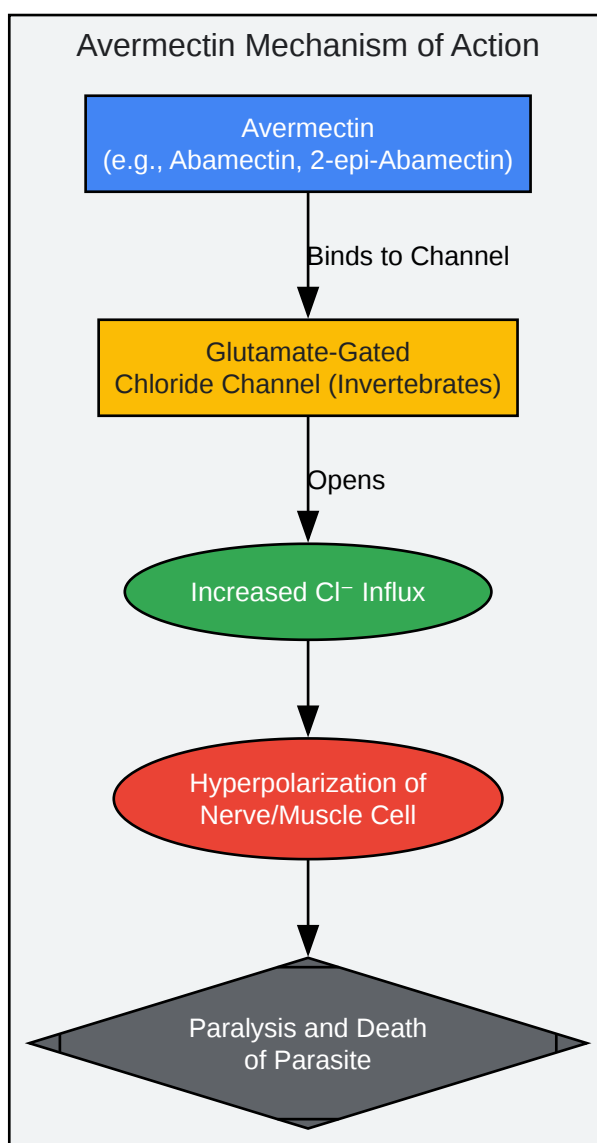 Avermectin Mechanism of Action
Avermectin
(e.g., Abamectin, 2-epi-Abamectin)
Binds to Channel
Glutamate-Gated
Chloride Channel (Invertebrates)
Opens
Increased Cl⁻ Influx
Hyperpolarization of
Nerve/Muscle Cell
Paralysis and Death
of Parasite